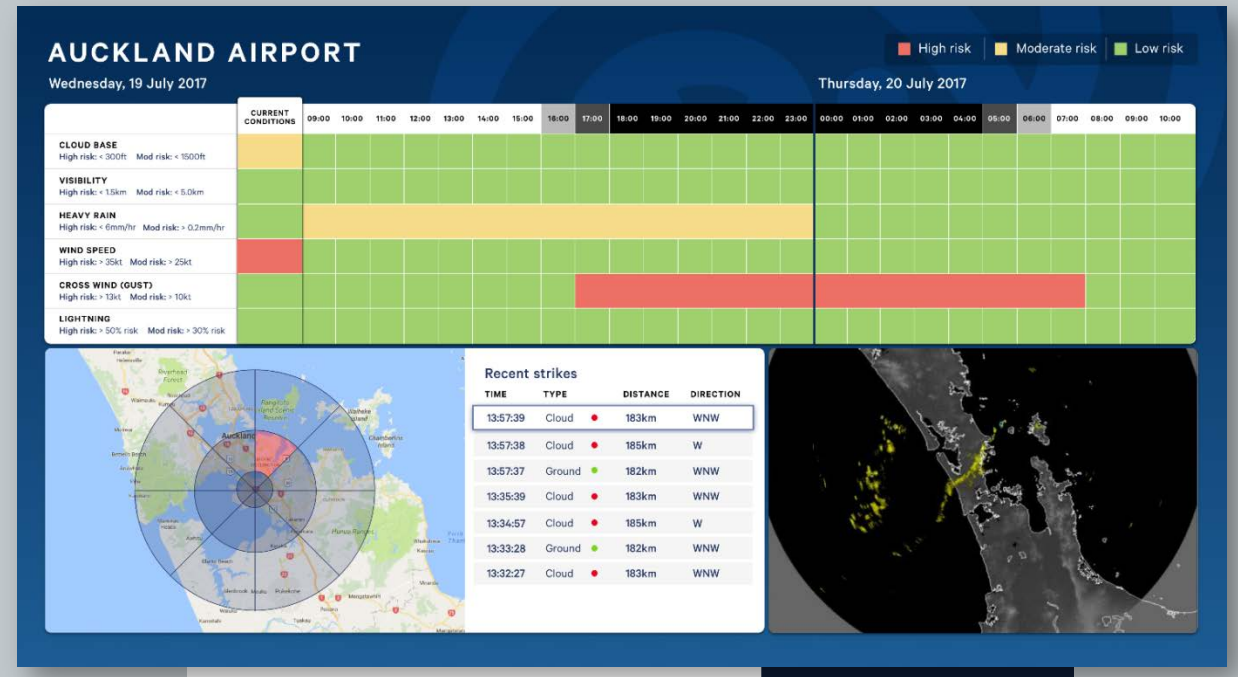 AUCKLAND AIRPORT
High risk
Moderate risk
Low risk
Wednesday, 19 July 2017
Thursday, 20 July 2017
CURRENT CONDITIONS 09:00 10:00 11:00 12:00 13:00 14:00 15:00 16:00 17:00 18:00 19:00 20:00 21:00 22:00 23:00 00:00 01:00 02:00 03:00 04:00 05:00 06:00 07:00 08:00 09:00 10:00
CLOUD BASE
High risk: < 300ft Mod risk: < 1500ft
VISIBILITY
High risk: < 1.5km Mod risk: < 5.0km
HEAVY RAIN
High risk: < 6mm/hr Mod risk: > 0.2mm/hr
WIND SPEED
High risk: > 35kt Mod risk: > 25kt
CROSS WIND (GUST)
High risk: > 13kt Mod risk: > 10kt
LIGHTNING
High risk: > 50% risk Mod risk: > 30% risk
Riverhead
Forest
Auckland
Waiheke
Island
Pukekohe
Mangatawhiri
Recent strikes
TIME TYPE DISTANCE DIRECTION
13:57:39 Cloud 183km WNW
13:57:38 Cloud 185km W
13:57:37 Ground 182km WNW
13:35:39 Cloud 183km WNW
13:34:57 Cloud 185km W
13:33:28 Ground 182km WNW
13:32:27 Cloud 183km WNW